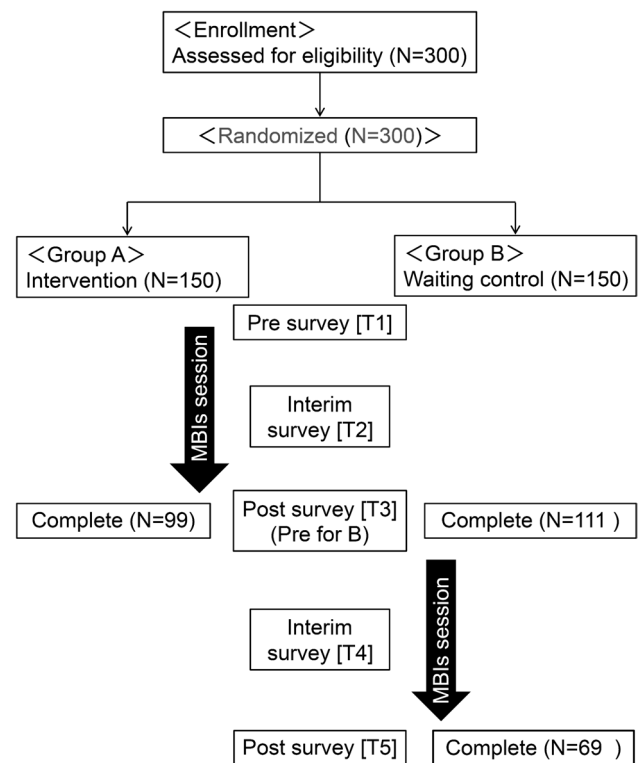 <Enrollment>
Assessed for eligibility (N=300)
<Randomized (N=300)>
<Group A>
Intervention (N=150)
<Group B>
Waiting control (N=150)
Pre survey [T1]
MBIs session
Interim
survey [T2]
Complete (N=99)
Post survey [T3]
(Pre for B)
Complete (N=111 )
MBIs session
Interim
survey [T4]
Post survey [T5]
Complete (N=69 )